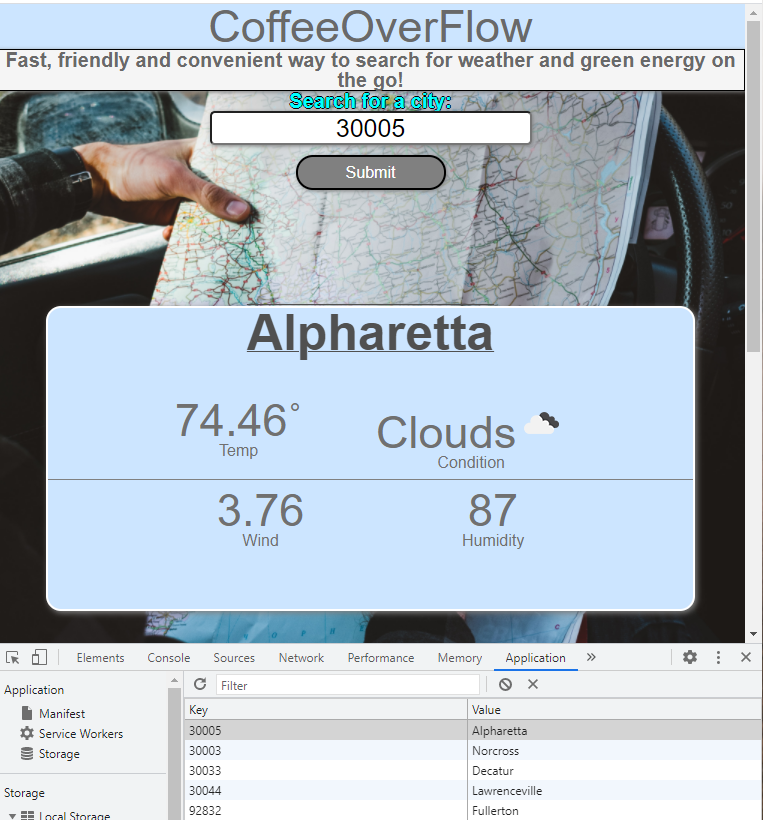 CoffeeOverFlow
Fast, friendly and convenient way to search for weather and green energy on
the go!
Search for a city:
30005
Submit
Alpharetta
74.46°
Temp
Clouds
Condition
3.76
Wind
87
Humidity
Elements Console Sources Network Performance Memory Application
Application
Manifest
Service Workers
Storage
Storage
Local Storage
Filter
Key Value
30005 Alpharetta
30003 Norcross
30033 Decatur
30044 Lawrenceville
92832 Fullerton